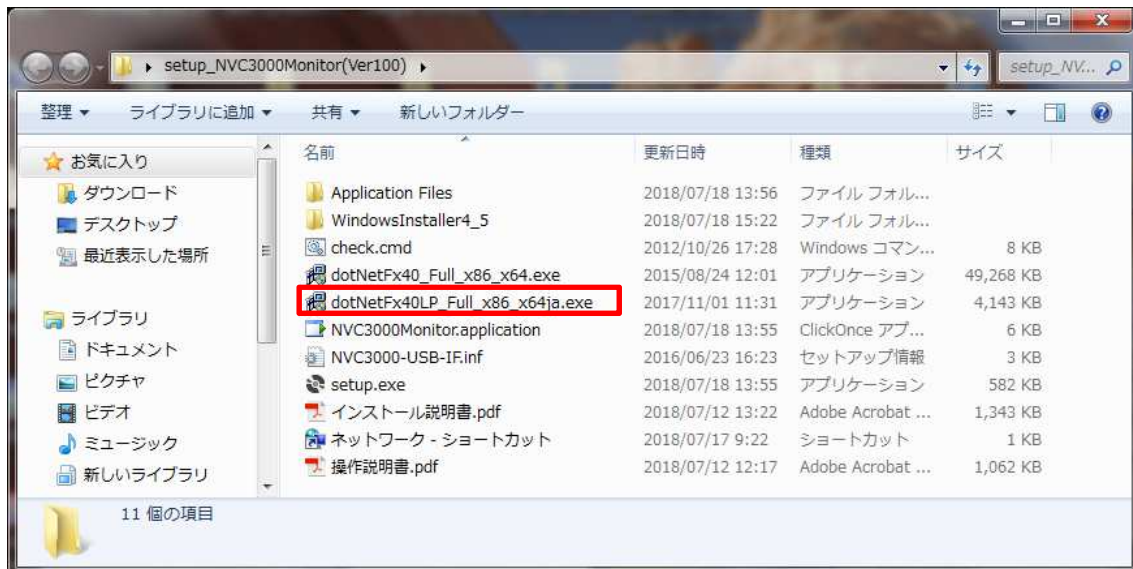 setup_NVC3000Monitor(Ver100)
setup_NV...
整理 ライブラリに追加 共有 新しいフォルダー
お気に入り
ダウンロード
デスクトップ
最近表示した場所
ライブラリ
ドキュメント
ピクチャ
ビデオ
ミュージック
新しいライブラリ
名前 更新日時 種類 サイズ
Application Files 2018/07/18 13:56 ファイル フォル...
WindowsInstaller4_5 2018/07/18 15:22 ファイル フォル...
check.cmd 2012/10/26 17:28 Windows コマン... 8 KB
dotNetFx40_Full_x86_x64.exe 2015/08/24 12:01 アプリケーション 49,268 KB
dotNetFx40LP_Full_x86_x64ja.exe 2017/11/01 11:31 アプリケーション 4,143 KB
NVC3000Monitor.application 2018/07/18 13:55 ClickOnce アプ... 6 KB
NVC3000-USB-IF.inf 2016/06/23 16:23 セットアップ情報 3 KB
setup.exe 2018/07/18 13:55 アプリケーション 582 KB
インストール説明書.pdf 2018/07/12 13:22 Adobe Acrobat ... 1,343 KB
ネットワーク - ショートカット 2018/07/17 9:22 ショートカット 1 KB
操作説明書.pdf 2018/07/12 12:17 Adobe Acrobat ... 1,062 KB
11 個の項目